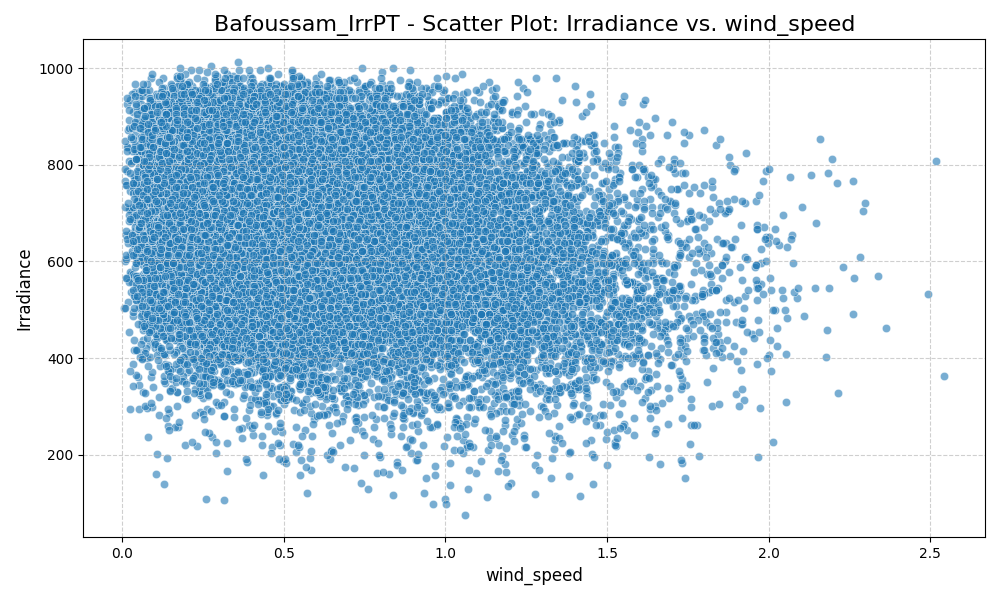 Bafoussam_IrrPT - Scatter Plot: Irradiance vs. wind_speed
Irradiance
1000
800
600
400
200
0.0 0.5 1.0 1.5 2.0 2.5
wind_speed